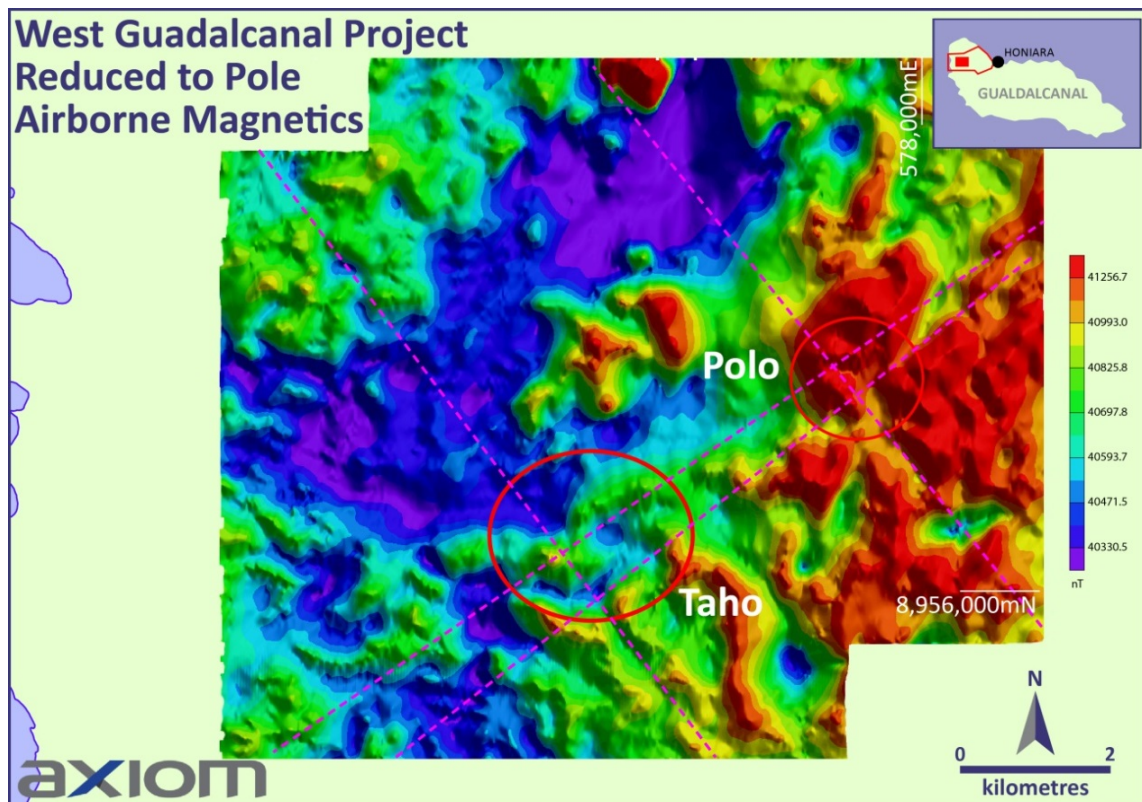 West Guadalcanal Project
Reduced to Pole
Airborne Magnetics
HONIARA
GUALDALCANAL
578,000mE
41256.7
40993.0
40825.8
40697.8
40593.7
40471.5
40330.5
nT
Polo
Taho
8,956,000mN
N
0 2
kilometres
axiom